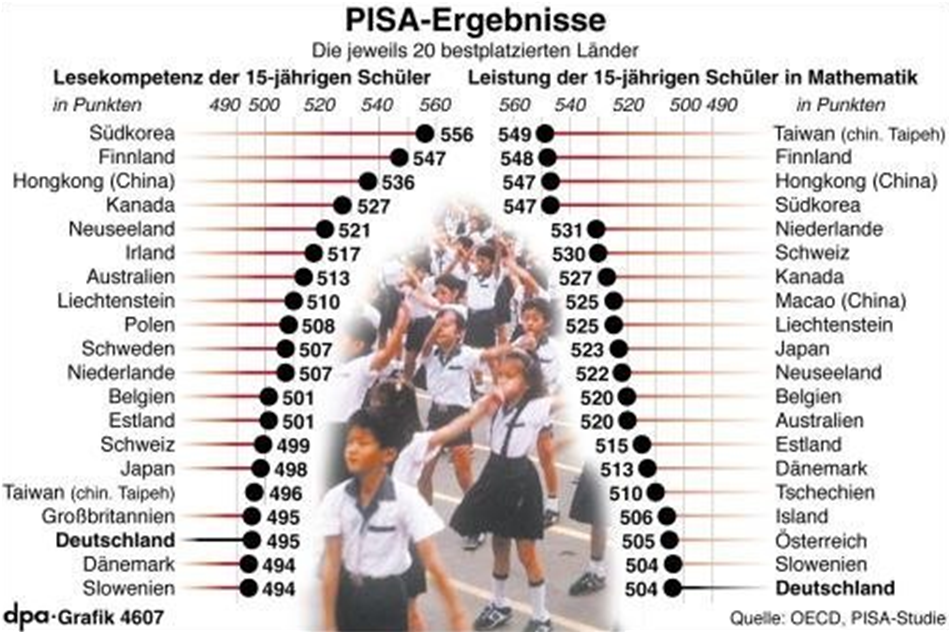 PISA-Ergebnisse
Die jeweils 20 bestplatzierten Länder
Lesekompetenz der 15-jährigen Schüler
in Punkten 490 500 520 540 560
Südkorea 556
Finnland 547
Hongkong (China) 536
Kanada 527
Neuseeland 521
Irland 517
Australien 513
Liechtenstein 510
Polen 508
Schweden 507
Niederlande 507
Belgien 501
Estland 501
Schweiz 499
Japan 498
Taiwan (chin. Taipeh) 496
Großbritannien 495
Deutschland 495
Dänemark 494
Slowenien 494
Leistung der 15-jährigen Schüler in Mathematik
560 540 520 500 490 in Punkten
549 Taiwan (chin. Taipeh)
548 Finnland
547 Hongkong (China)
547 Südkorea
531 Niederlande
530 Schweiz
527 Kanada
525 Macao (China)
525 Liechtenstein
523 Japan
522 Neuseeland
520 Belgien
520 Australien
515 Estland
513 Dänemark
510 Tschechien
506 Island
505 Österreich
504 Slowenien
504 Deutschland
dpa·Grafik 4607
Quelle: OECD, PISA-Studie